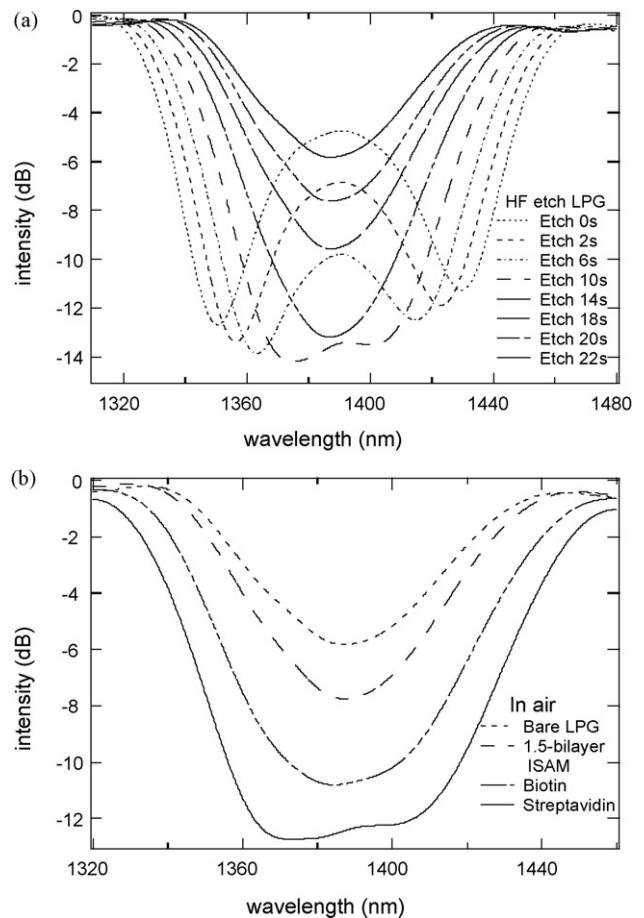 (a)
0
-2
-4
-6
-8
-10
-12
-14
intensity (dB)
HF etch LPG
Etch 0s
Etch 2s
Etch 6s
Etch 10s
Etch 14s
Etch 18s
Etch 20s
Etch 22s
1320
1360
1400
1440
1480
wavelength (nm)
(b)
0
-2
-4
-6
-8
-10
-12
intensity (dB)
In air
Bare LPG
1.5-bilayer
ISAM
Biotin
Streptavidin
1320
1360
1400
1440
wavelength (nm)